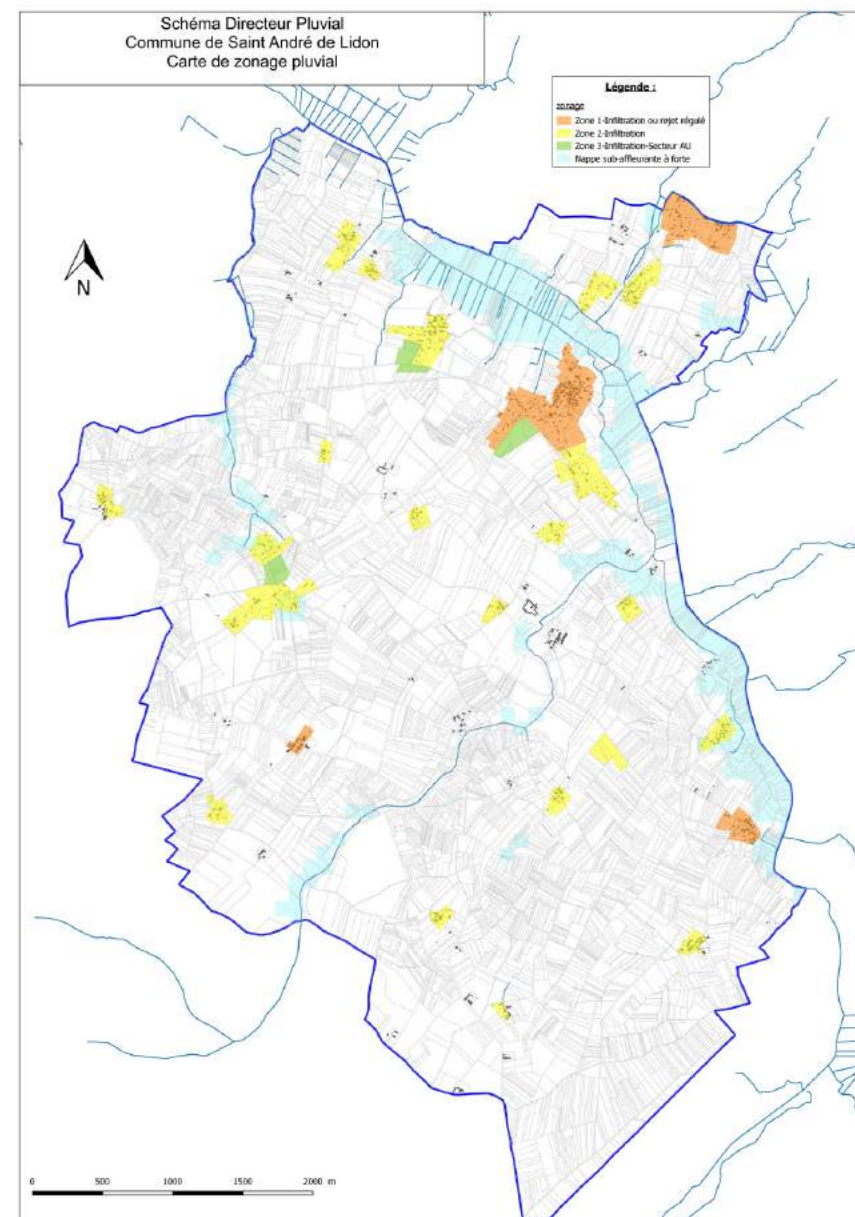 Schéma Directeur Pluvial
Commune de Saint André de Lidon
Carte de zonage pluvial
Légende :
zonage
Zone 1-Infiltration ou rejet régulé
Zone 2-Infiltration
Zone 3-Infiltration-Secteur AU
Nappe sub-affleurante à forte
N
0 500 1000 1500 2000 m